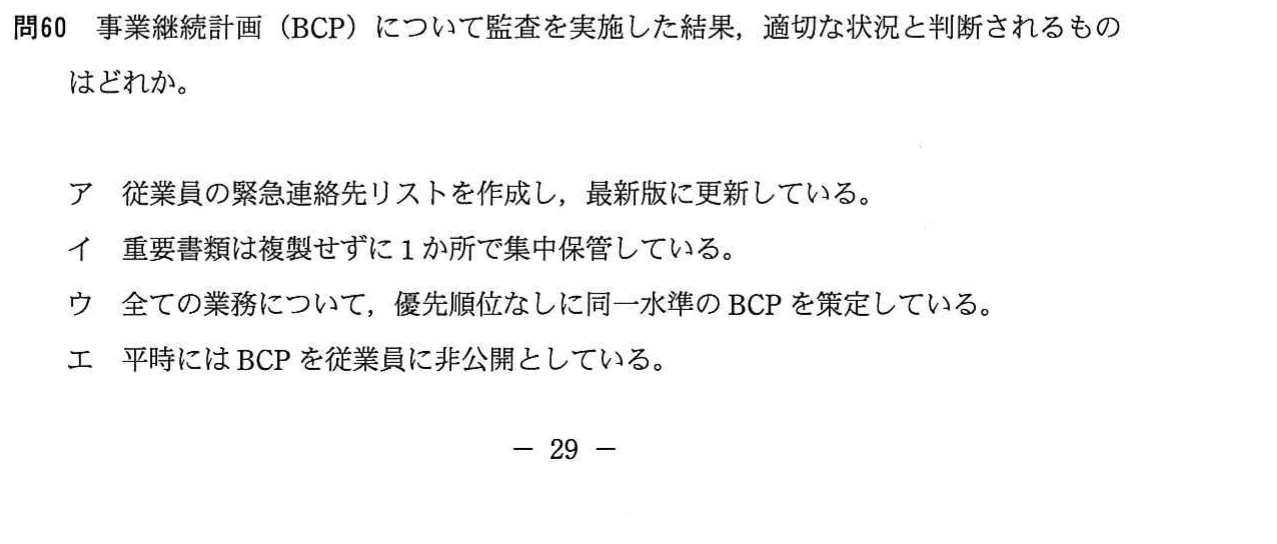 問60 事業継続計画（BCP）について監査を実施した結果，適切な状況と判断されるもの
はどれか。
ア 従業員の緊急連絡先リストを作成し，最新版に更新している。
イ 重要書類は複製せずに1か所で集中保管している。
ウ 全ての業務について，優先順位なしに同一水準のBCPを策定している。
エ 平時にはBCPを従業員に非公開としている。
― 29 ―